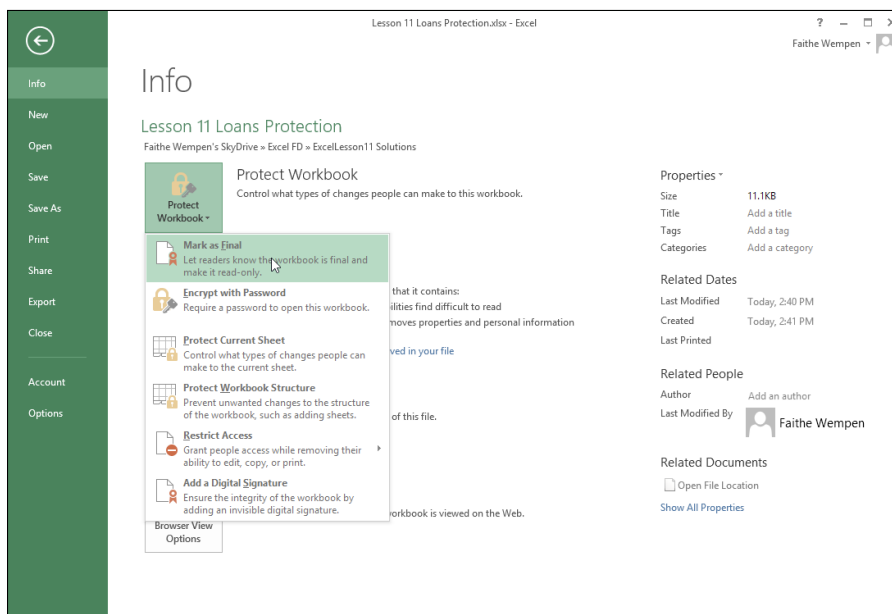 Lesson 11 Loans Protection.xlsx - Excel
?
Faithe Wempen
Info
New
Open
Save
Save As
Print
Share
Export
Close
Account
Options
Info
Lesson 11 Loans Protection
Faithe Wempen's SkyDrive » Excel FD » ExcelLesson11 Solutions
Protect
Workbook
Protect Workbook
Control what types of changes people can make to this workbook.
Mark as Final
Let readers know the workbook is final and
make it read-only.
Encrypt with Password
Require a password to open this workbook.
Protect Current Sheet
Control what types of changes people can
make to the current sheet.
Protect Workbook Structure
Prevent unwanted changes to the structure
of the workbook, such as adding sheets.
Restrict Access
Grant people access while removing their
ability to edit, copy, or print.
Add a Digital Signature
Ensure the integrity of the workbook by
adding an invisible digital signature.
that it contains:
bilities find difficult to read
moves properties and personal information
ved in your file
of this file.
workbook is viewed on the Web.
Browser View
Options
Properties
Size 11.1KB
Title Add a title
Tags Add a tag
Categories Add a category
Related Dates
Last Modified Today, 2:40 PM
Created Today, 2:41 PM
Last Printed
Related People
Author Add an author
Last Modified By Faithe Wempen
Related Documents
Open File Location
Show All Properties